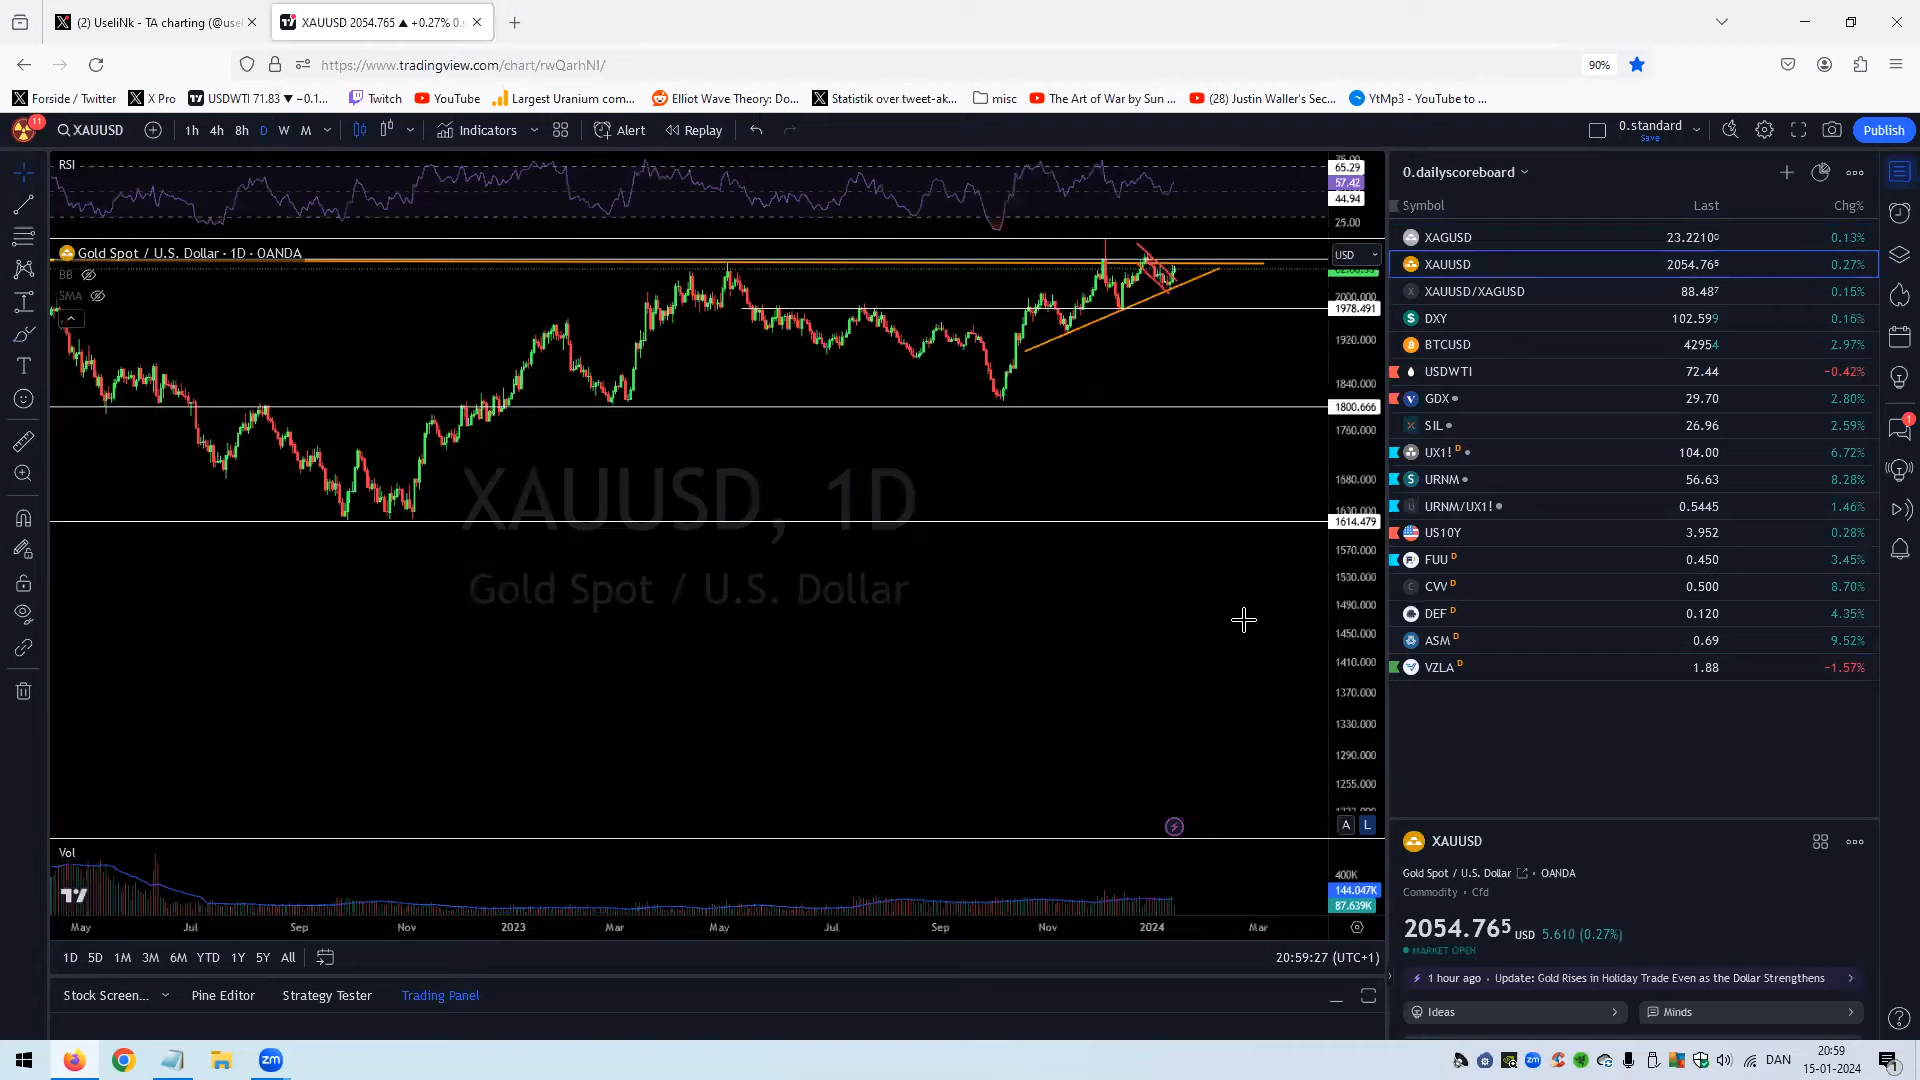 (2) UseliNk - TA charting (@usel
XAUUSD 2054.765 ▲ +0.27% 0.s
https://www.tradingview.com/chart/rwQarhNI/
90%
Forside / Twitter
X Pro
USDWTI 71.83 ▼ −0.1...
Twitch
YouTube
Largest Uranium com...
Elliot Wave Theory: Do...
Statistik over tweet-ak...
misc
The Art of War by Sun ...
(28) Justin Waller's Sec...
YtMp3 - YouTube to ...
11
XAUUSD
1h 4h 8h D W M
Indicators
Alert
Replay
0.standard
Save
Publish
RSI
65.29
57.42
44.94
25.00
Gold Spot / U.S. Dollar · 1D · OANDA
BB
SMA
USD
2000.000
1978.491
1920.000
1840.000
1800.666
1760.000
1680.000
1630.000
1614.479
1570.000
1530.000
1490.000
1450.000
1410.000
1370.000
1330.000
1290.000
1255.000
XAUUSD, 1D
Gold Spot / U.S. Dollar
A L
Vol
400K
144.047K
87.639K
May Jul Sep Nov 2023 Mar May Jul Sep Nov 2024 Mar
1D 5D 1M 3M 6M YTD 1Y 5Y All
20:59:27 (UTC+1)
Stock Screen...
Pine Editor
Strategy Tester
Trading Panel
0.dailyscoreboard
Symbol Last Chg%
XAGUSD 23.2210⁰ 0.13%
XAUUSD 2054.76⁵ 0.27%
XAUUSD/XAGUSD 88.48⁷ 0.15%
DXY 102.599 0.16%
BTCUSD 42954 2.97%
USDWTI 72.44 −0.42%
GDX 29.70 2.80%
SIL 26.96 2.59%
UX1! D 104.00 6.72%
URNM 56.63 8.28%
URNM/UX1! 0.5445 1.46%
US10Y 3.952 0.28%
FUU D 0.450 3.45%
CVV D 0.500 8.70%
DEF D 0.120 4.35%
ASM D 0.69 9.52%
VZLA D 1.88 −1.57%
1
XAUUSD
Gold Spot / U.S. Dollar · OANDA
Commodity · Cfd
2054.76⁵ USD 5.610 (0.27%)
MARKET OPEN
1 hour ago · Update: Gold Rises in Holiday Trade Even as the Dollar Strengthens
Ideas
Minds
zm
zm
DAN
20:59
15-01-2024
1